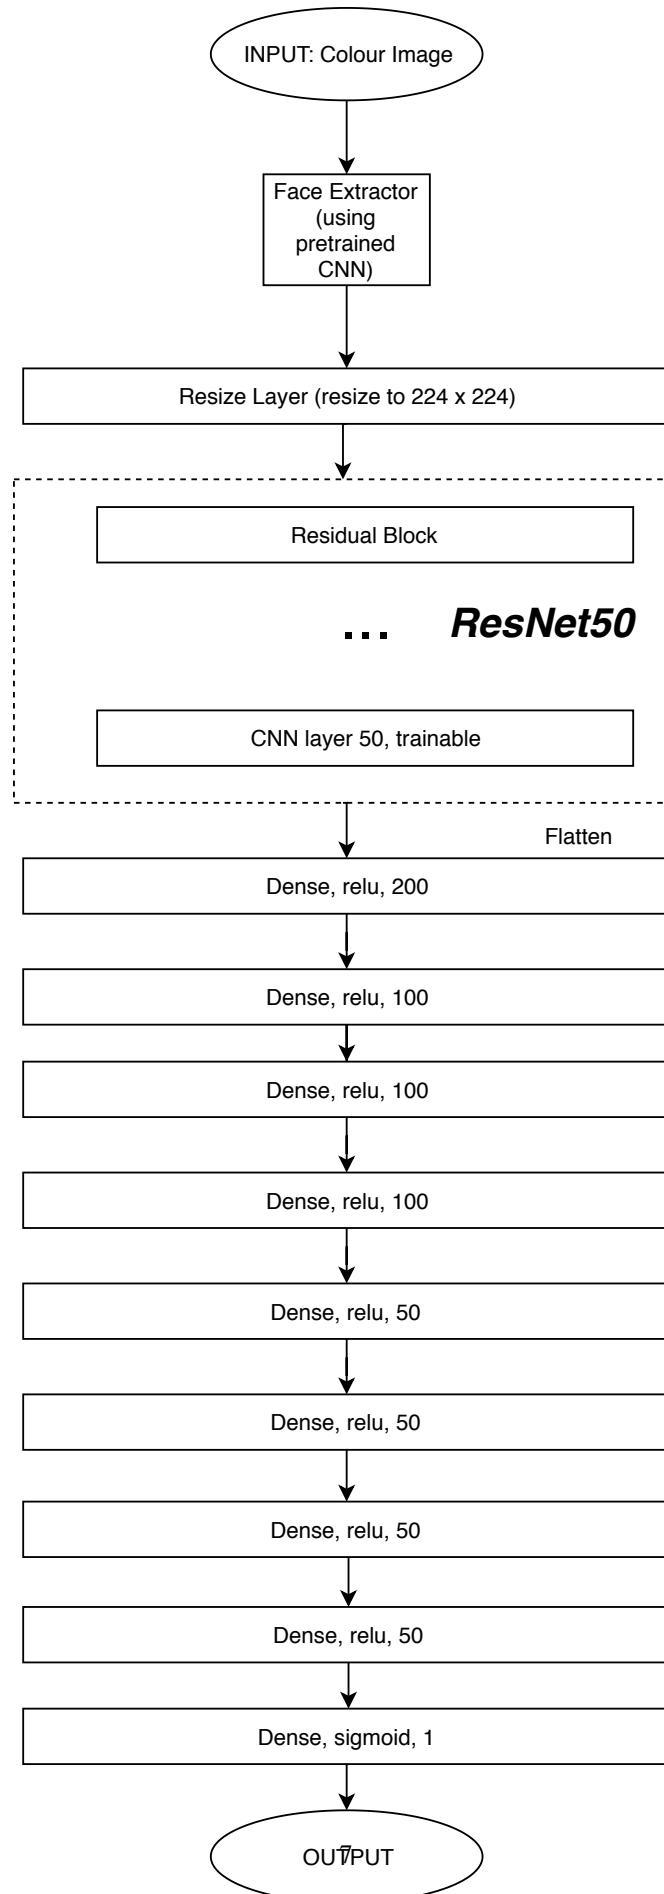 INPUT: Colour Image
Face Extractor
(using
pretrained
CNN)
Resize Layer (resize to 224 x 224)
Residual Block
... ResNet50
CNN layer 50, trainable
Flatten
Dense, relu, 200
Dense, relu, 100
Dense, relu, 100
Dense, relu, 100
Dense, relu, 50
Dense, relu, 50
Dense, relu, 50
Dense, relu, 50
Dense, sigmoid, 1
OUTPUT
7